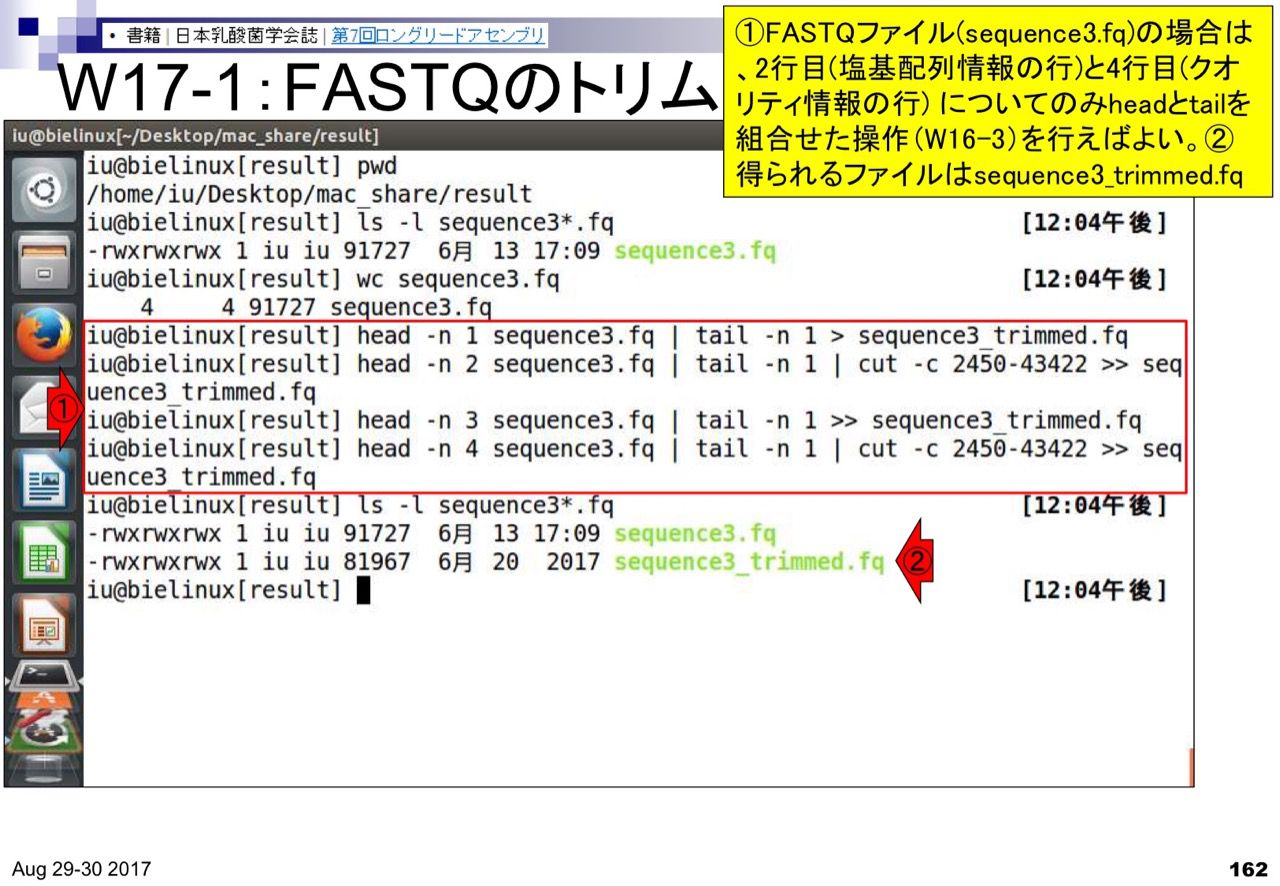 • 書籍 | 日本乳酸菌学会誌 | 第7回ロングリードアセンブリ
W17-1：FASTQのトリム
①FASTQファイル(sequence3.fq)の場合は
、2行目(塩基配列情報の行)と4行目(クオ
リティ情報の行) についてのみheadとtailを
組合せた操作（W16-3）を行えばよい。②
得られるファイルはsequence3_trimmed.fq
iu@bielinux[~/Desktop/mac_share/result]
iu@bielinux[result] pwd
/home/iu/Desktop/mac_share/result
iu@bielinux[result] ls -l sequence3*.fq [12:04午後]
-rwxrwxrwx 1 iu iu 91727 6月 13 17:09 sequence3.fq
iu@bielinux[result] wc sequence3.fq [12:04午後]
4 4 91727 sequence3.fq
iu@bielinux[result] head -n 1 sequence3.fq | tail -n 1 > sequence3_trimmed.fq
iu@bielinux[result] head -n 2 sequence3.fq | tail -n 1 | cut -c 2450-43422 >> seq
uence3_trimmed.fq
①
iu@bielinux[result] head -n 3 sequence3.fq | tail -n 1 >> sequence3_trimmed.fq
iu@bielinux[result] head -n 4 sequence3.fq | tail -n 1 | cut -c 2450-43422 >> seq
uence3_trimmed.fq
iu@bielinux[result] ls -l sequence3*.fq [12:04午後]
-rwxrwxrwx 1 iu iu 91727 6月 13 17:09 sequence3.fq
-rwxrwxrwx 1 iu iu 81967 6月 20 2017 sequence3_trimmed.fq ②
iu@bielinux[result] [12:04午後]
Aug 29-30 2017
162